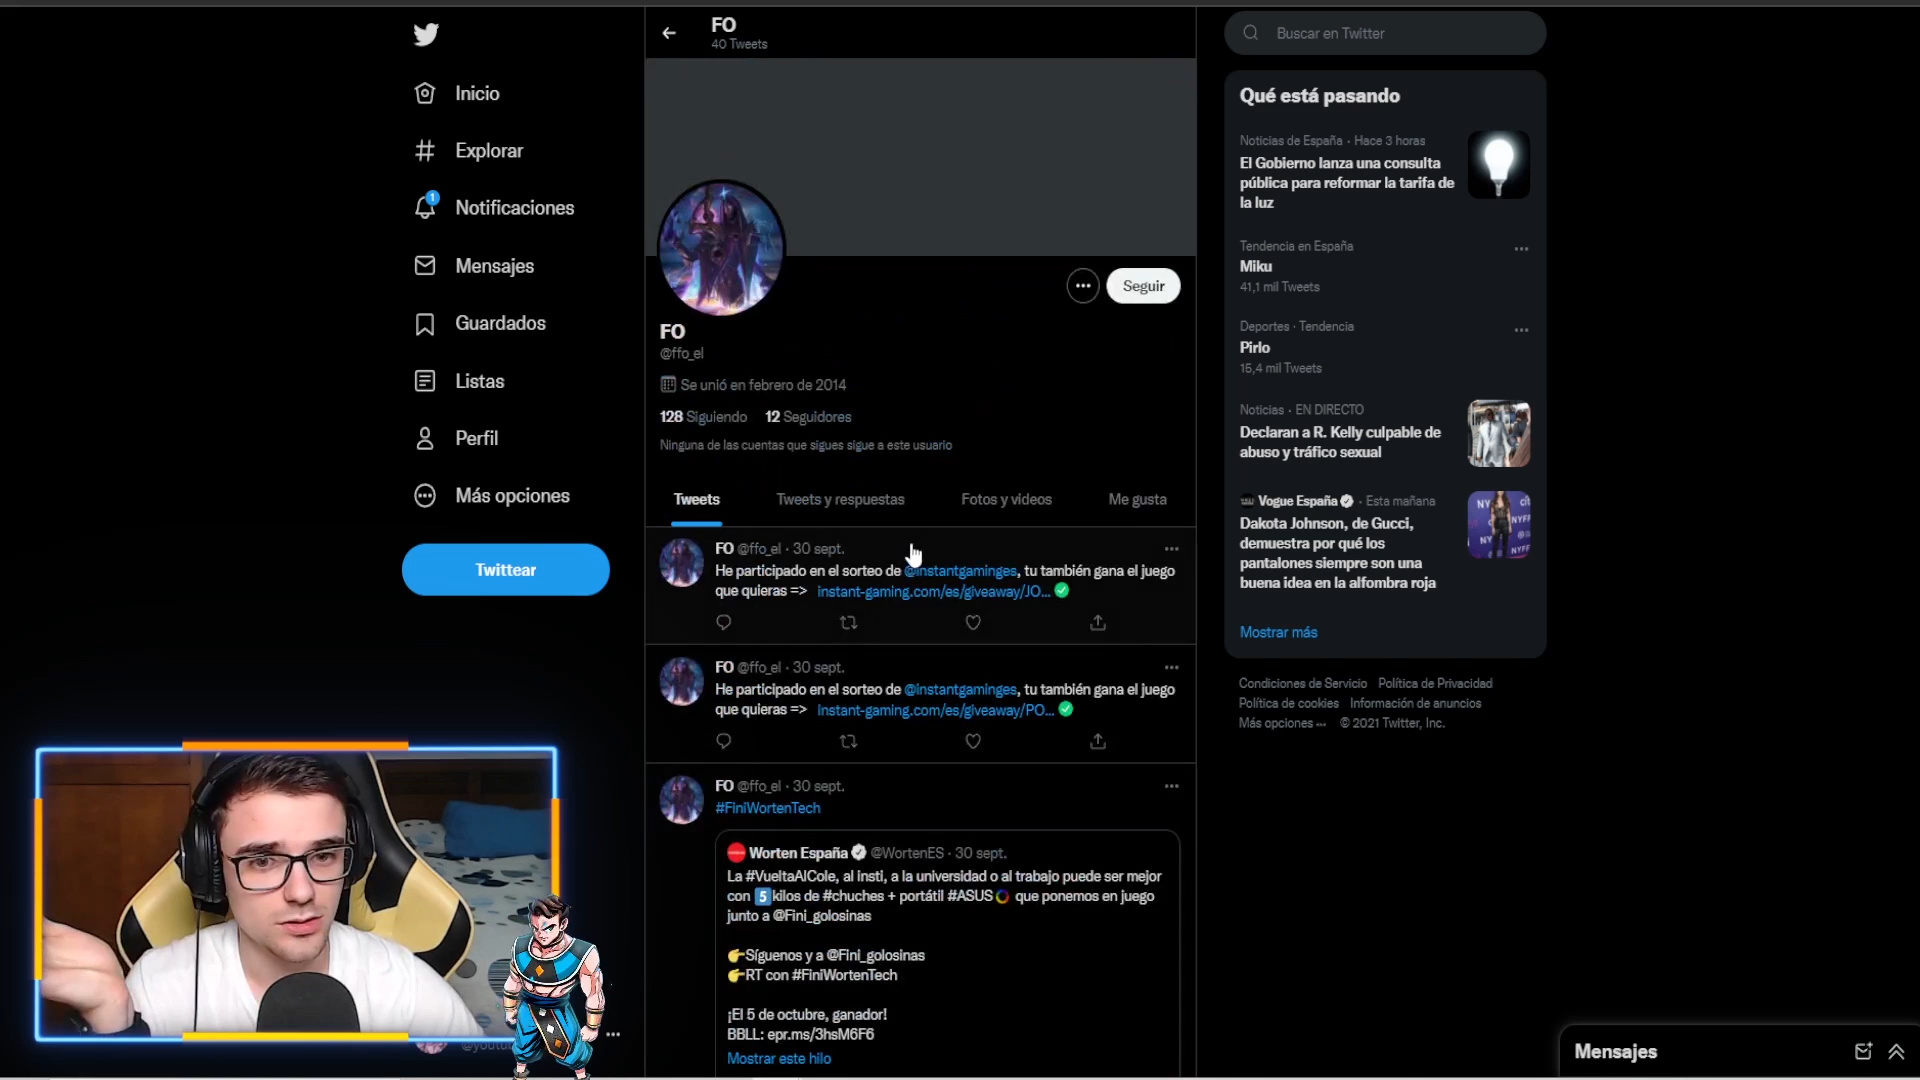 Inicio
Explorar
1
Notificaciones
Mensajes
Guardados
Listas
Perfil
Más opciones
Twittear
FO
40 Tweets
Seguir
FO
@ffo_el
Se unió en febrero de 2014
128 Siguiendo 12 Seguidores
Ninguna de las cuentas que sigues sigue a este usuario
Tweets Tweets y respuestas Fotos y vídeos Me gusta
FO @ffo_el · 30 sept.
He participado en el sorteo de @instantgaminges, tu también gana el juego
que quieras => instant-gaming.com/es/giveaway/JO...
FO @ffo_el · 30 sept.
He participado en el sorteo de @instantgaminges, tu también gana el juego
que quieras => instant-gaming.com/es/giveaway/PO...
FO @ffo_el · 30 sept.
#FiniWortenTech
Worten España @WortenES · 30 sept.
La #VueltaAlCole, al insti, a la universidad o al trabajo puede ser mejor
con 5 kilos de #chuches + portátil #ASUS que ponemos en juego
junto a @Fini_golosinas
👉Síguenos y a @Fini_golosinas
👉RT con #FiniWortenTech
¡El 5 de octubre, ganador!
BBLL: epr.ms/3hsM6F6
Mostrar este hilo
Buscar en Twitter
Qué está pasando
Noticias de España · Hace 3 horas
El Gobierno lanza una consulta
pública para reformar la tarifa de
la luz
Tendencia en España
Miku
41,1 mil Tweets
Deportes · Tendencia
Pirlo
15,4 mil Tweets
Noticias · EN DIRECTO
Declaran a R. Kelly culpable de
abuso y tráfico sexual
Vogue España · Esta mañana
Dakota Johnson, de Gucci,
demuestra por qué los
pantalones siempre son una
buena idea en la alfombra roja
Mostrar más
Condiciones de Servicio Política de Privacidad
Política de cookies Información de anuncios
Más opciones ··· © 2021 Twitter, Inc.
Mensajes